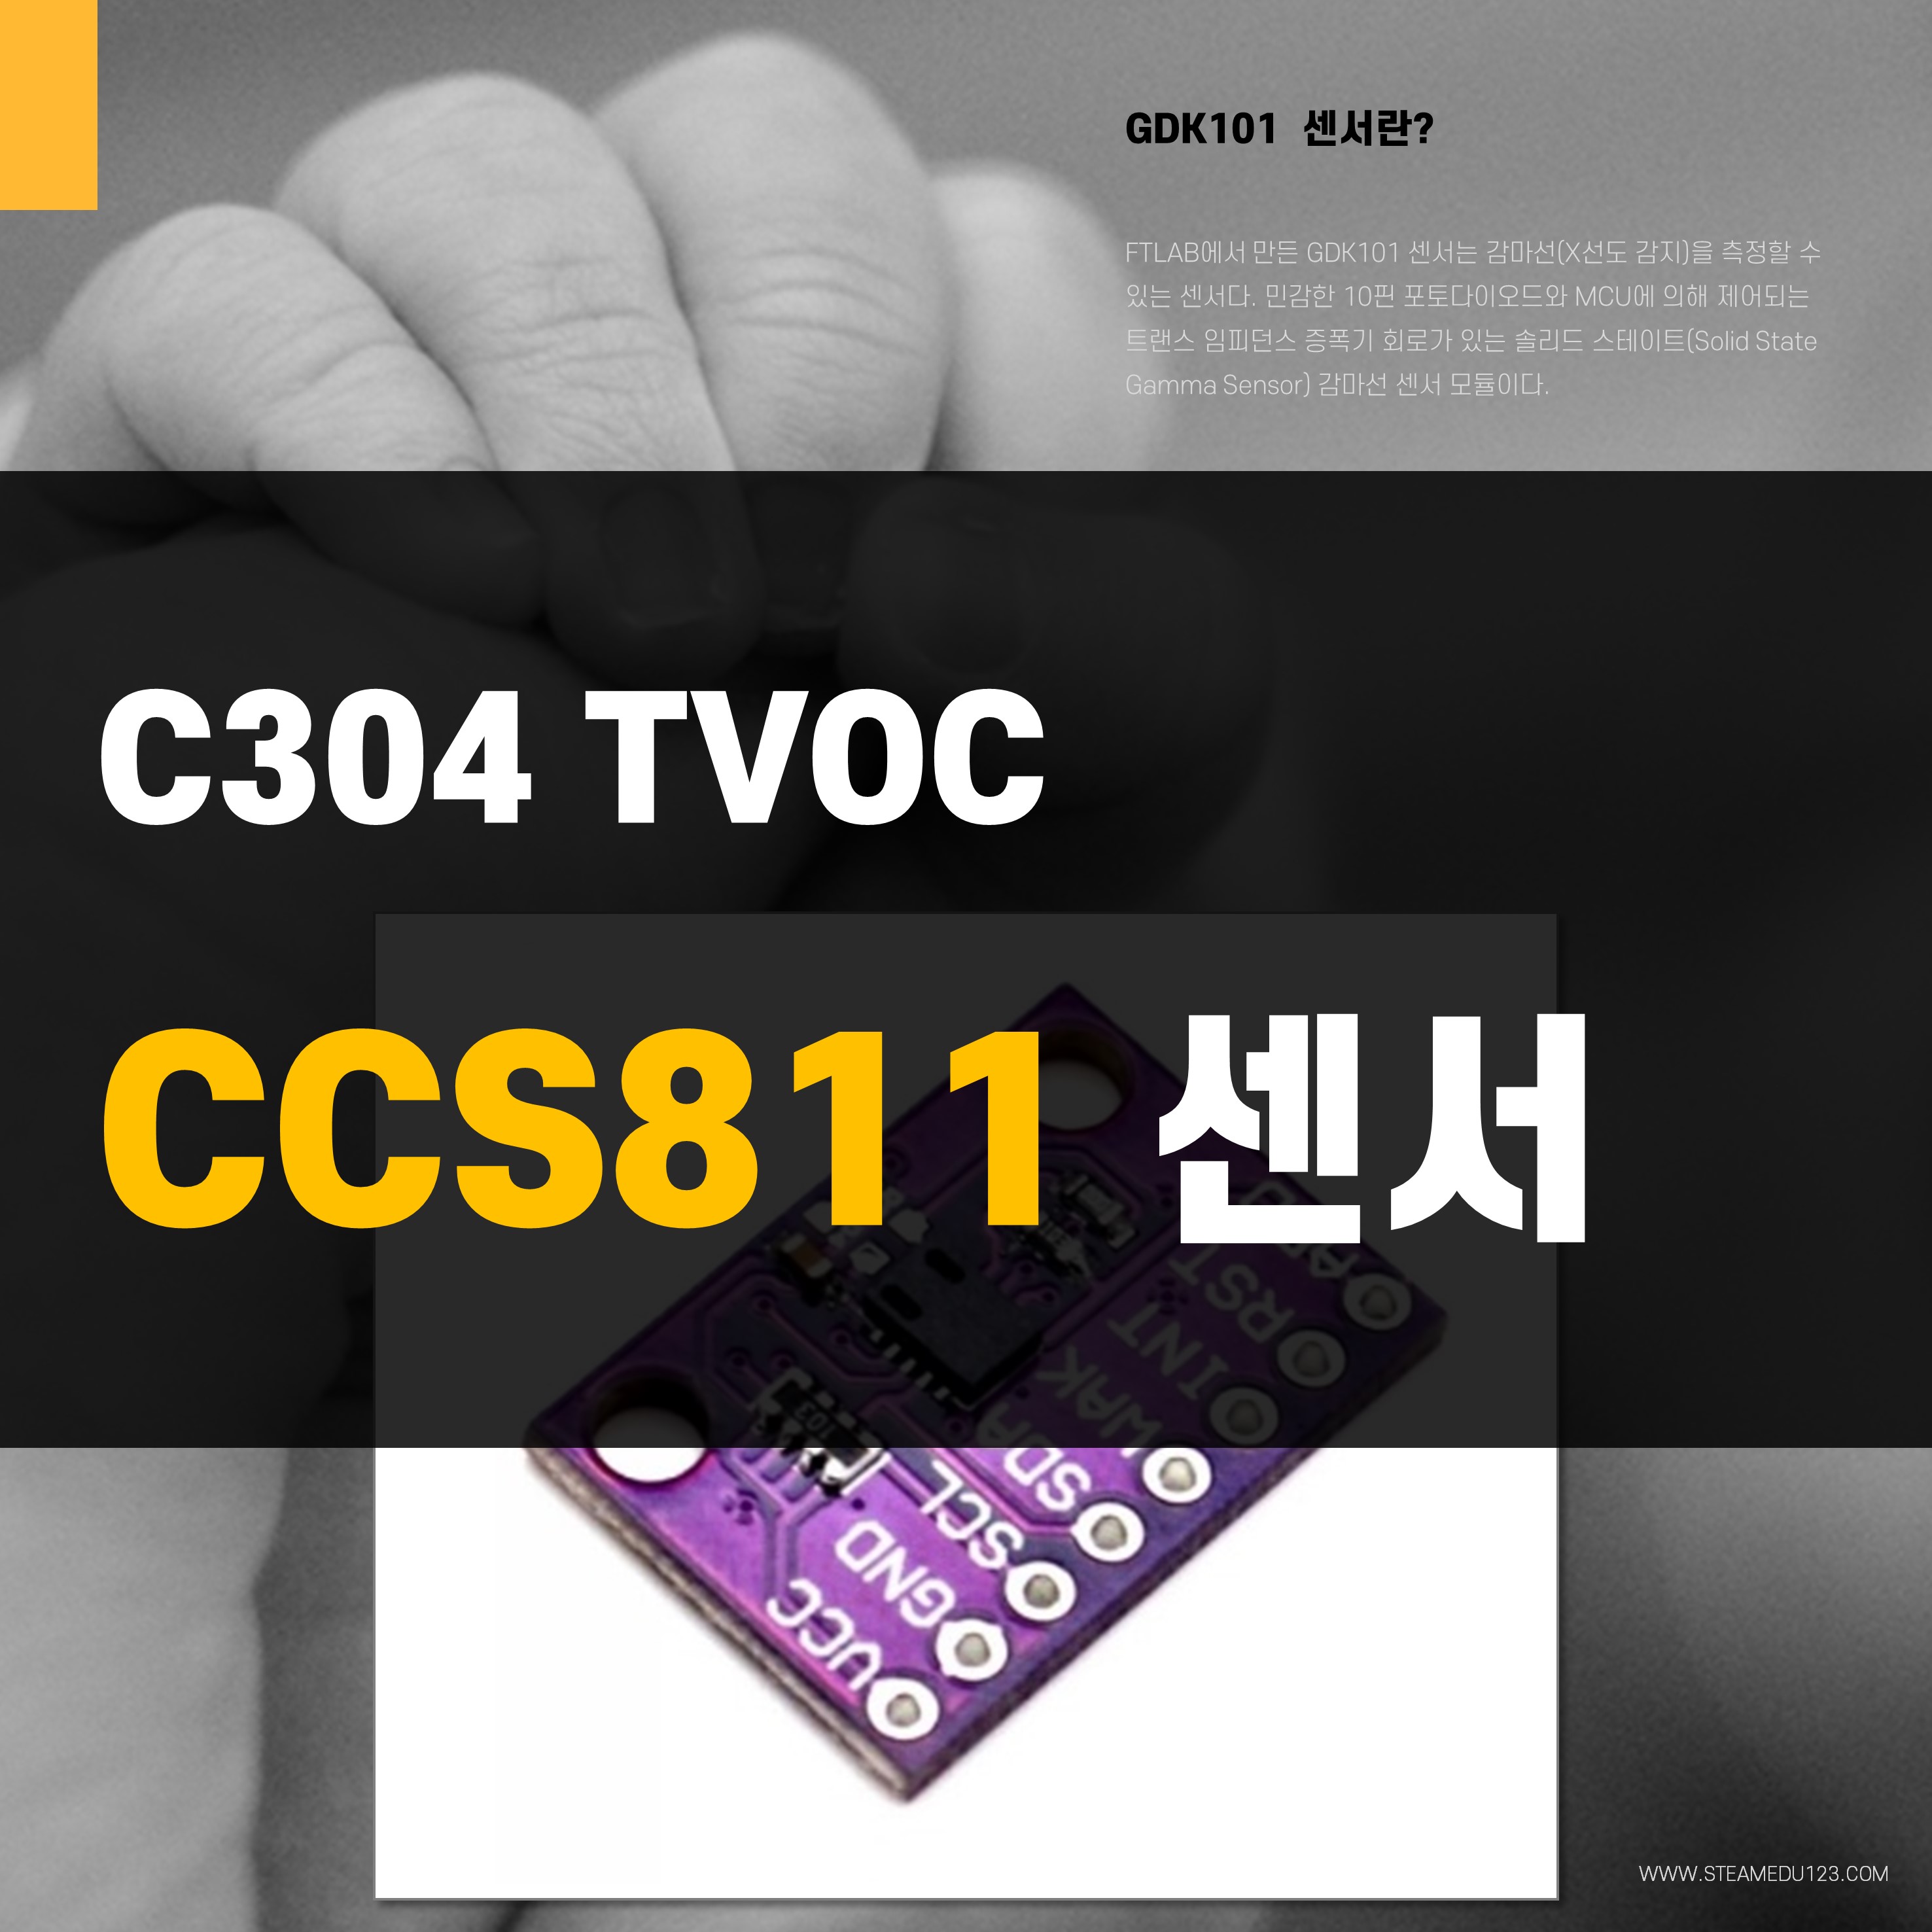 GDK101 센서란?
FTLAB에서 만든 GDK101 센서는 감마선(X선도 감지)을 측정할 수
있는 센서다. 민감한 10핀 포토다이오드와 MCU에 의해 제어되는
트랜스 임피던스 증폭기 회로가 있는 솔리드 스테이트(Solid State
Gamma Sensor) 감마선 센서 모듈이다.
C304 TVOC
CCS811 센서
RST
INT
WAK
SDA
SCL
GND
VCC
103
WWW.STEAMEDU123.COM